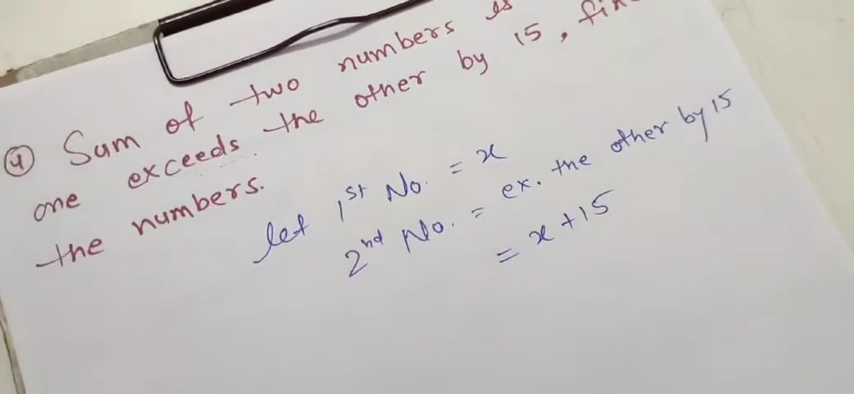 ④ Sum of two numbers is
one exceeds the other by 15,
the numbers.
let 1st No. = x
2nd No. = ex. the other by 15
= x + 15